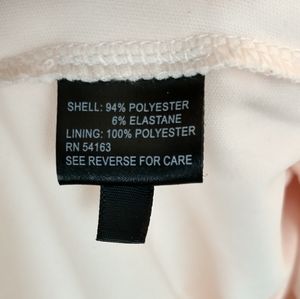 SHELL: 94% POLYESTER
6% ELASTANE
LINING: 100% POLYESTER
RN 54163
SEE REVERSE FOR CARE